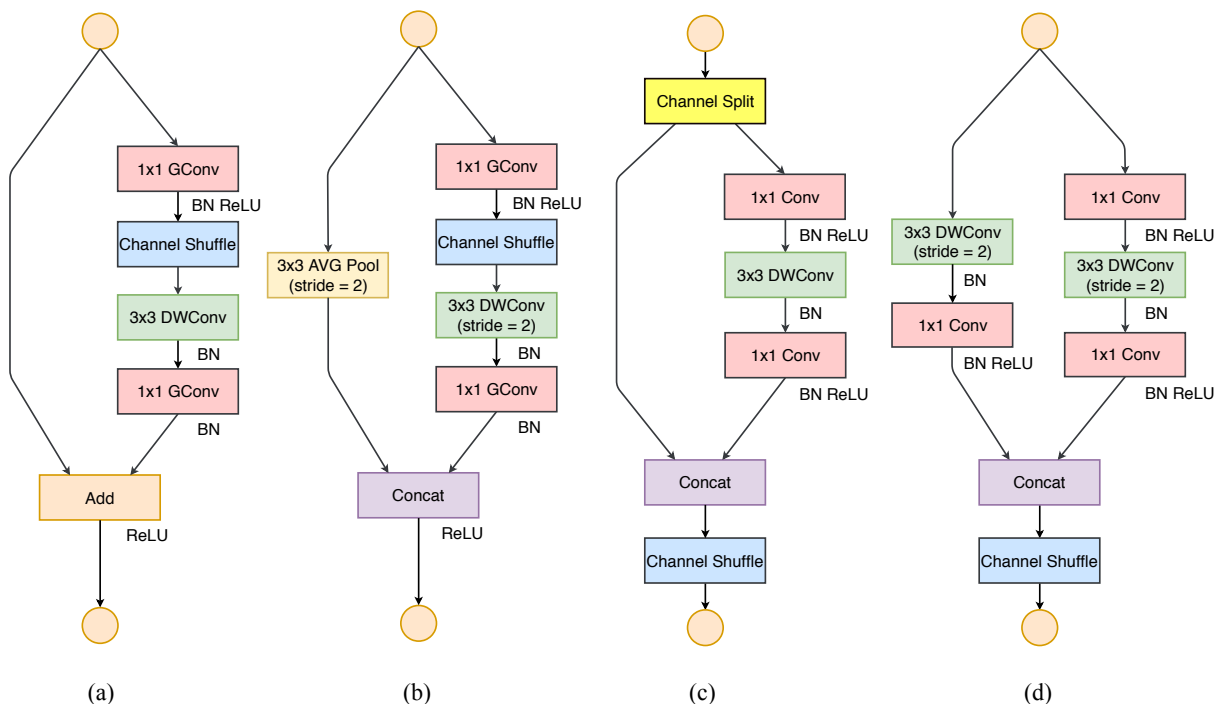 1x1 GConv
BN ReLU
Channel Shuffle
3x3 DWConv
BN
1x1 GConv
BN
Add
ReLU
(a)
1x1 GConv
BN ReLU
Channel Shuffle
3x3 AVG Pool
(stride = 2)
3x3 DWConv
(stride = 2)
BN
1x1 GConv
BN
Concat
ReLU
(b)
Channel Split
1x1 Conv
BN ReLU
3x3 DWConv
BN
1x1 Conv
BN ReLU
Concat
Channel Shuffle
(c)
3x3 DWConv
(stride = 2)
BN
1x1 Conv
BN ReLU
1x1 Conv
BN ReLU
3x3 DWConv
(stride = 2)
BN
1x1 Conv
BN ReLU
Concat
Channel Shuffle
(d)